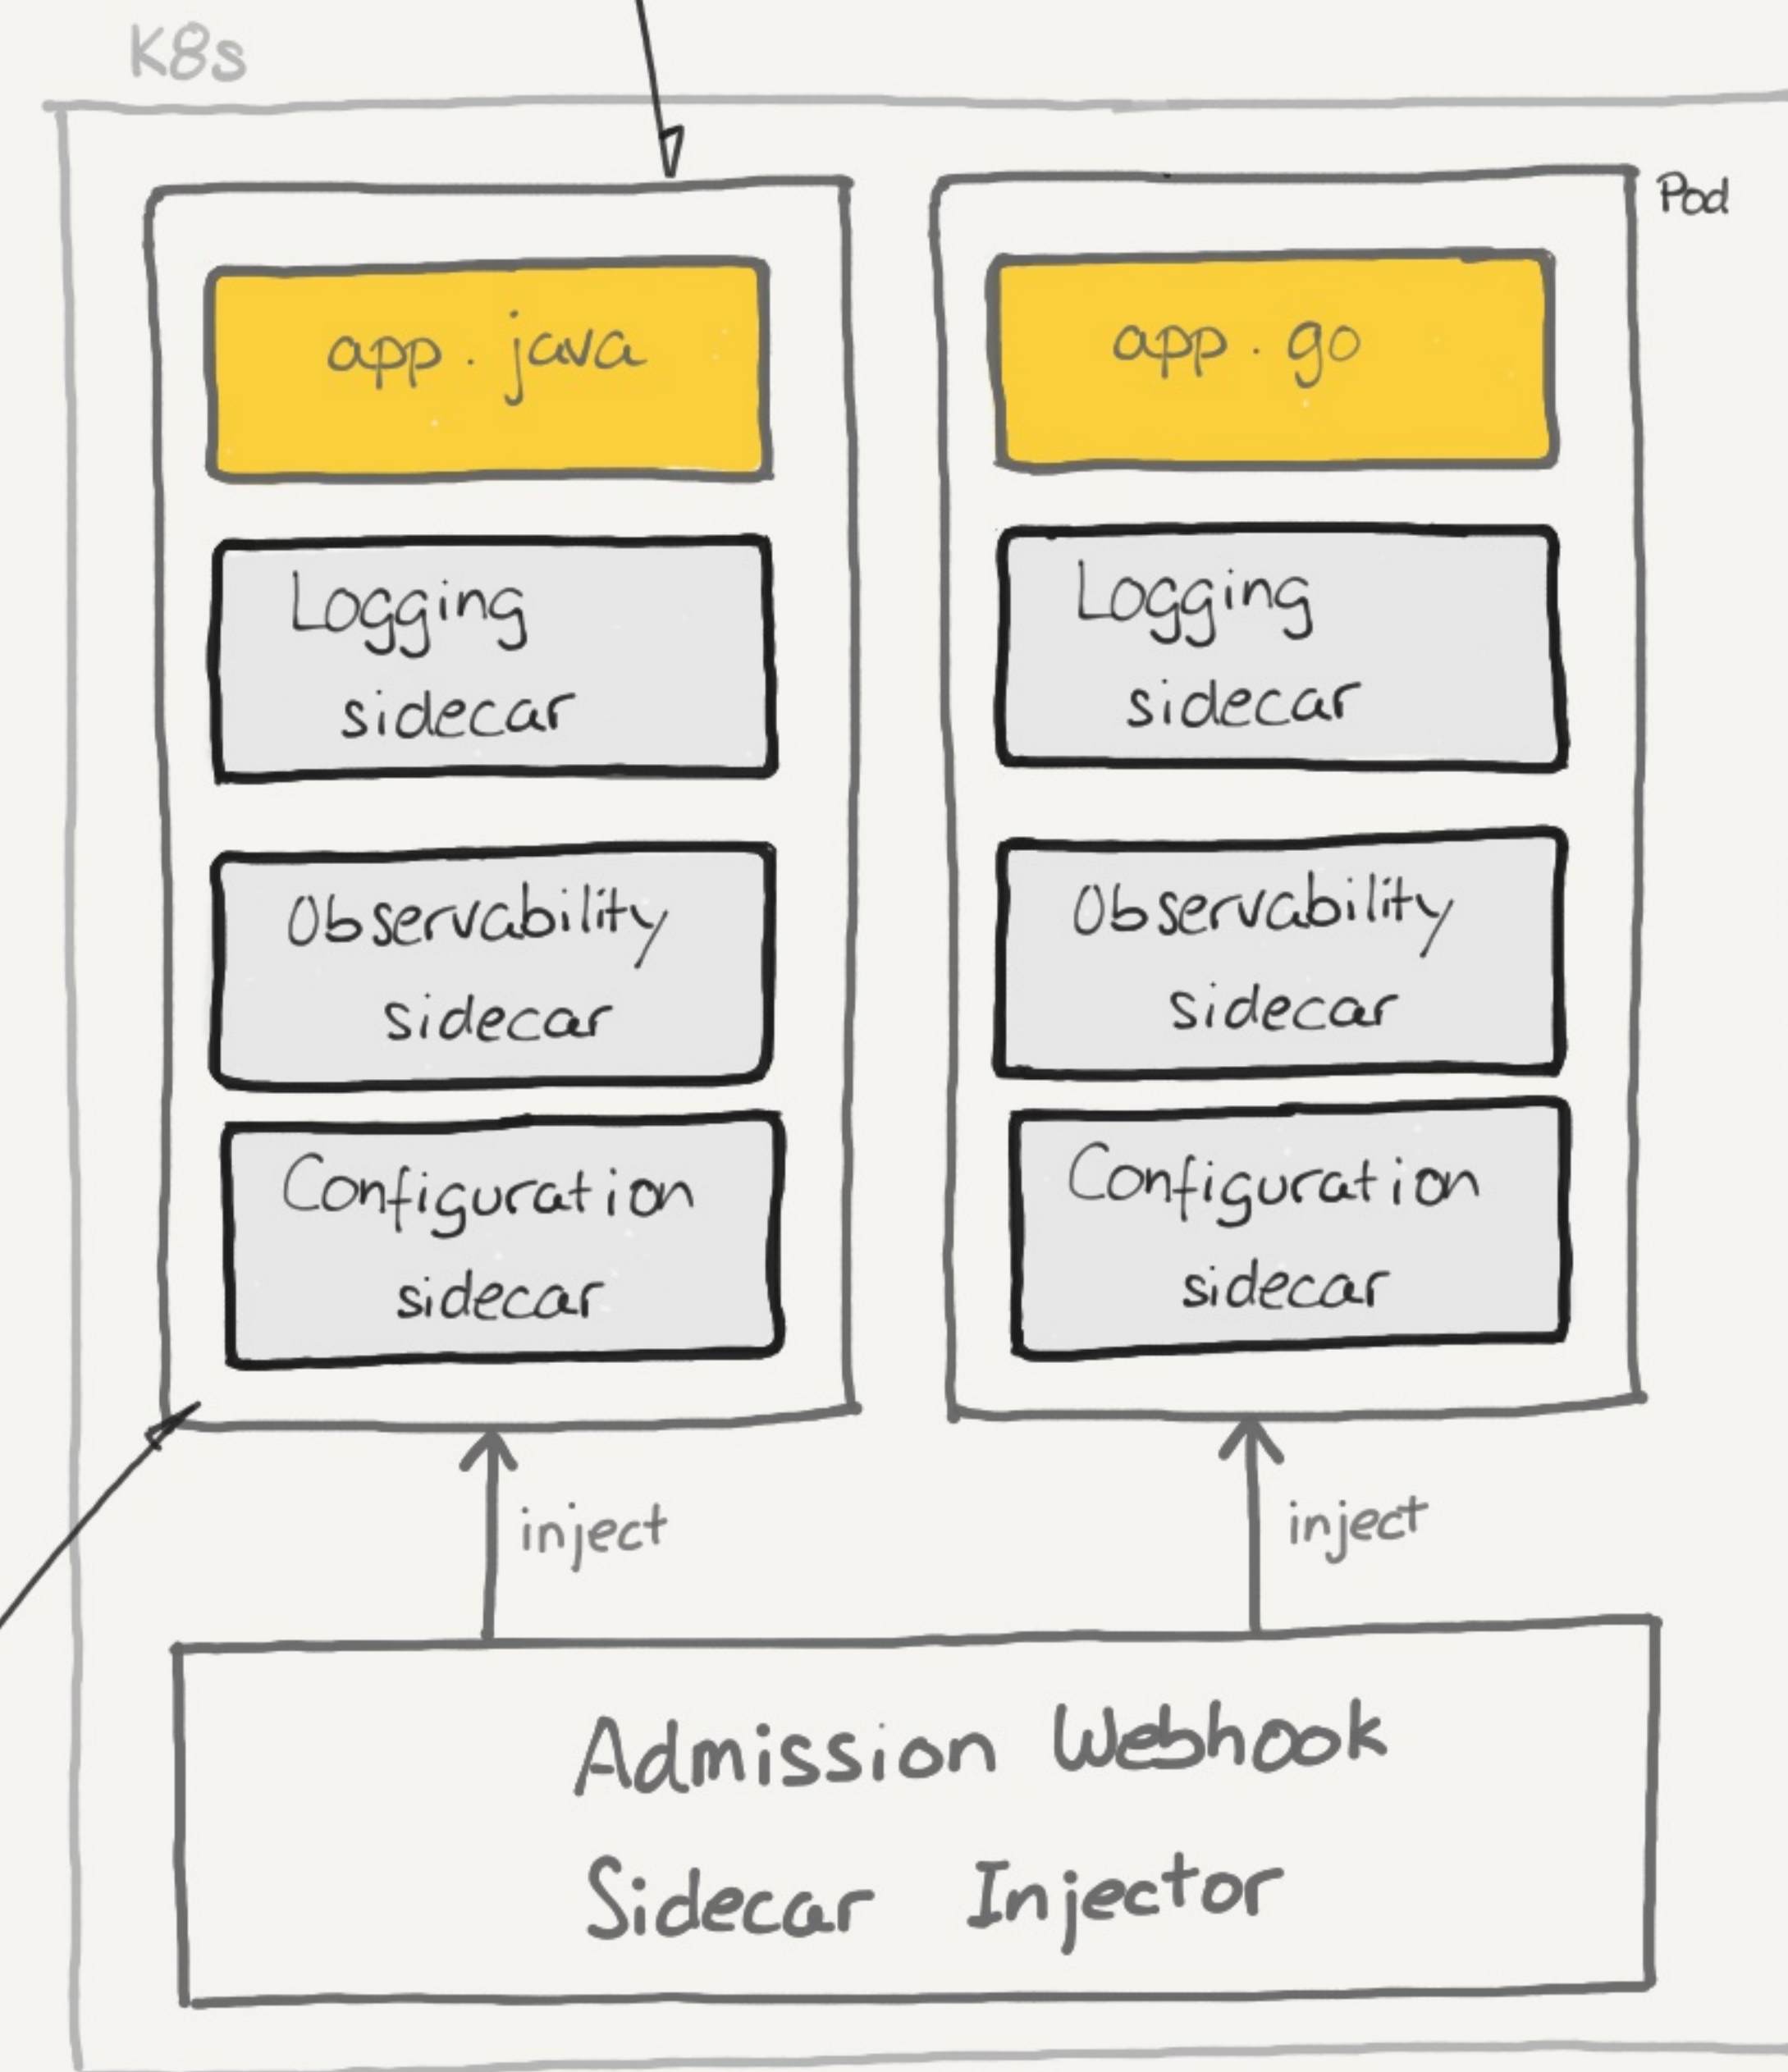 K8s
Pod
app.java
Logging
sidecar
Observability
sidecar
Configuration
sidecar
app.go
Logging
sidecar
Observability
sidecar
Configuration
sidecar
inject
inject
Admission Webhook
Sidecar Injector